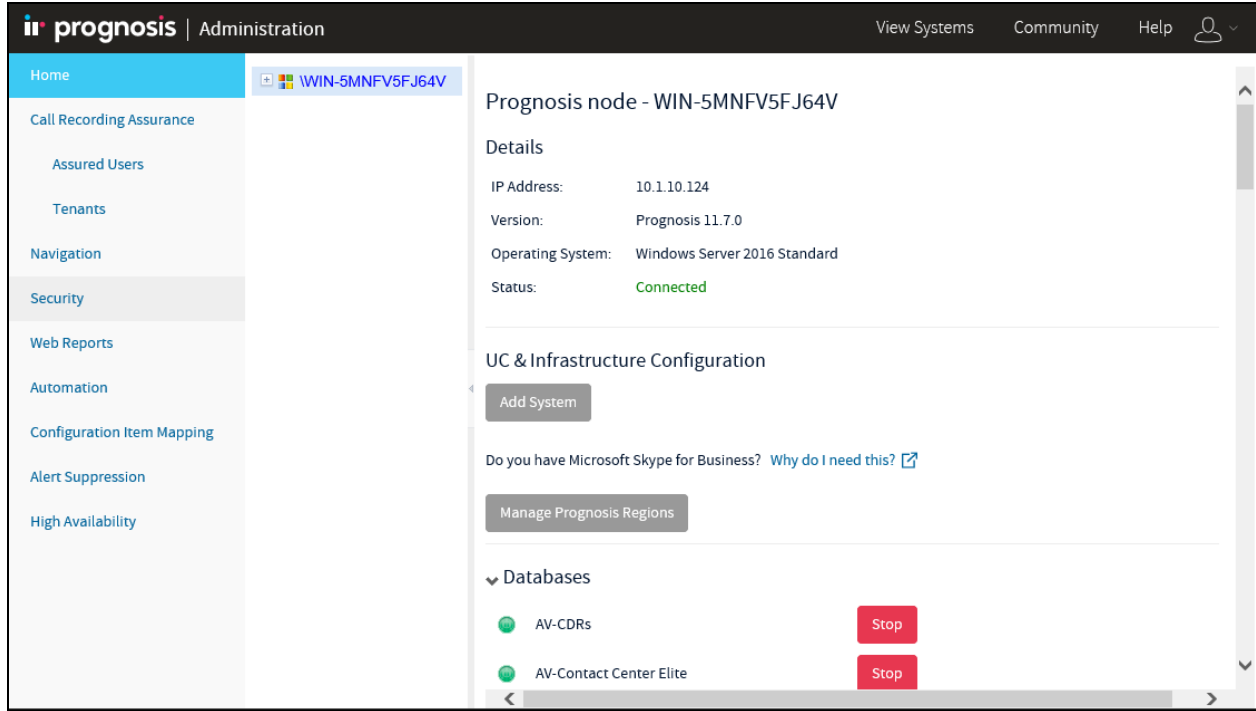 ir prognosis | Administration
View Systems Community Help
Home
Call Recording Assurance
Assured Users
Tenants
Navigation
Security
Web Reports
Automation
Configuration Item Mapping
Alert Suppression
High Availability
\WIN-5MNFV5FJ64V
Prognosis node - WIN-5MNFV5FJ64V
Details
IP Address: 10.1.10.124
Version: Prognosis 11.7.0
Operating System: Windows Server 2016 Standard
Status: Connected
UC & Infrastructure Configuration
Add System
Do you have Microsoft Skype for Business? Why do I need this?
Manage Prognosis Regions
Databases
AV-CDRs Stop
AV-Contact Center Elite Stop